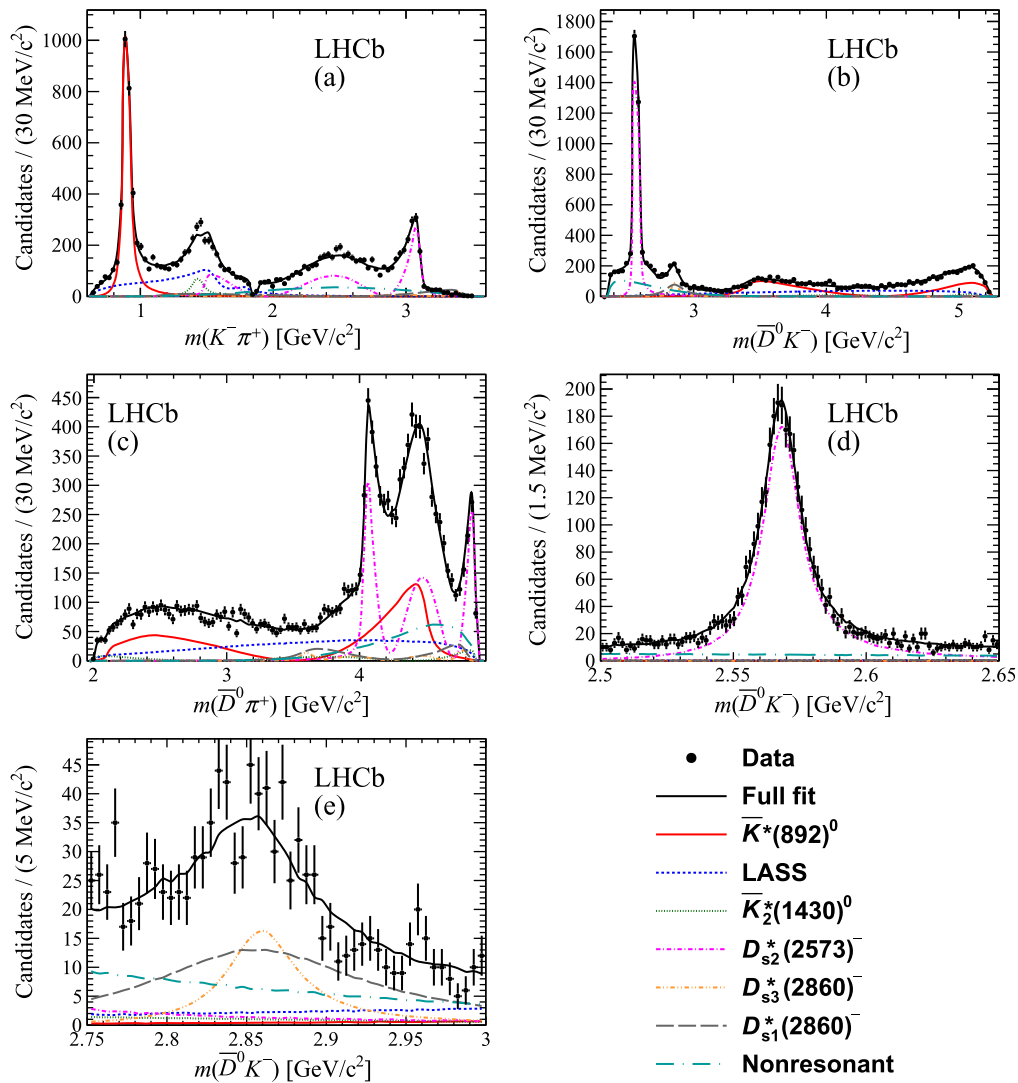 Candidates / (30 MeV/c²)
1000
800
600
400
200
0
LHCb
(a)
1 2 3
m(K⁻π⁺) [GeV/c²]
Candidates / (30 MeV/c²)
1800
1600
1400
1200
1000
800
600
400
200
0
LHCb
(b)
3 4 5
m(D̅⁰K⁻) [GeV/c²]
Candidates / (30 MeV/c²)
450
400
350
300
250
200
150
100
50
0
LHCb
(c)
2 3 4
m(D̅⁰π⁺) [GeV/c²]
Candidates / (1.5 MeV/c²)
200
180
160
140
120
100
80
60
40
20
0
LHCb
(d)
2.5 2.55 2.6 2.65
m(D̅⁰K⁻) [GeV/c²]
Candidates / (5 MeV/c²)
45
40
35
30
25
20
15
10
5
0
LHCb
(e)
2.75 2.8 2.85 2.9 2.95 3
m(D̅⁰K⁻) [GeV/c²]
Data
Full fit
K̅*(892)⁰
LASS
K̅₂*(1430)⁰
D*ₛ₂(2573)⁻
D*ₛ₃(2860)⁻
D*ₛ₁(2860)⁻
Nonresonant